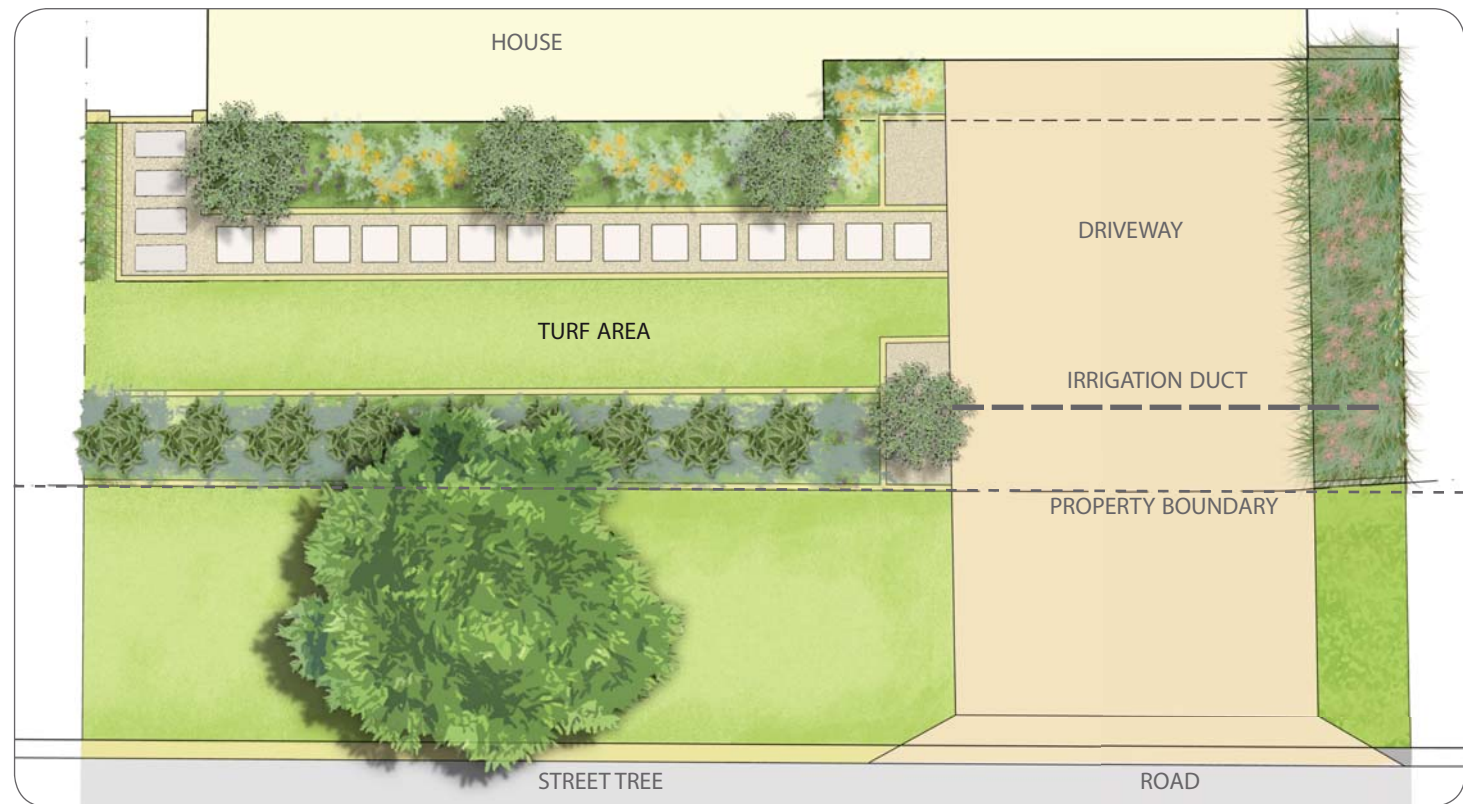 HOUSE
DRIVEWAY
TURF AREA
IRRIGATION DUCT
PROPERTY BOUNDARY
STREET TREE
ROAD